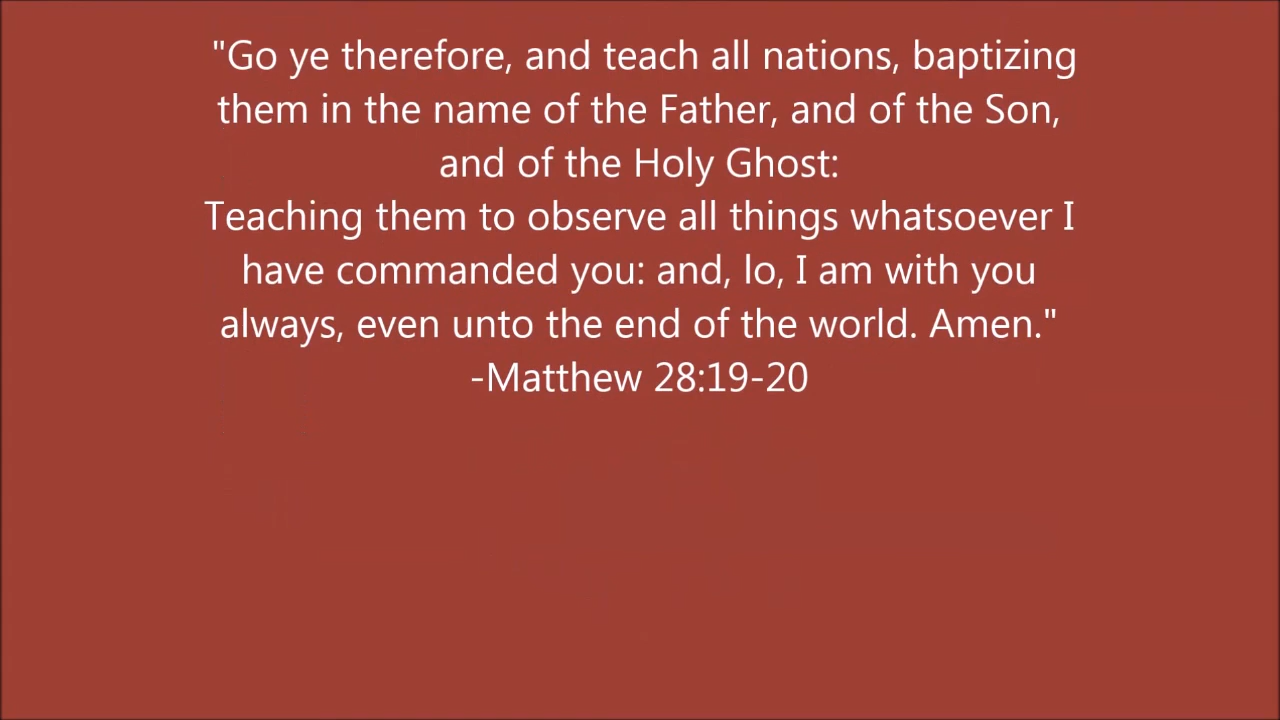 "Go ye therefore, and teach all nations, baptizing
them in the name of the Father, and of the Son,
and of the Holy Ghost:
Teaching them to observe all things whatsoever I
have commanded you: and, lo, I am with you
always, even unto the end of the world. Amen."
-Matthew 28:19-20